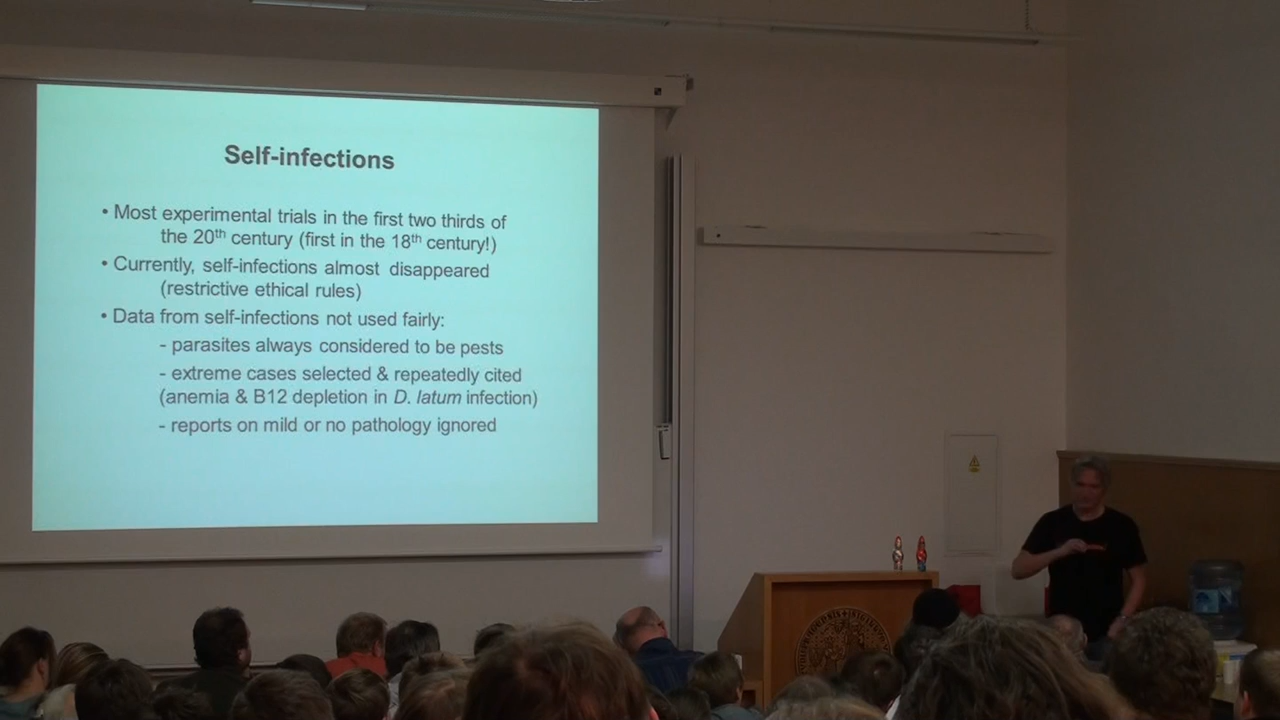 Self-infections
• Most experimental trials in the first two thirds of
the 20th century (first in the 18th century!)
• Currently, self-infections almost disappeared
(restrictive ethical rules)
• Data from self-infections not used fairly:
- parasites always considered to be pests
- extreme cases selected & repeatedly cited
(anemia & B12 depletion in D. latum infection)
- reports on mild or no pathology ignored